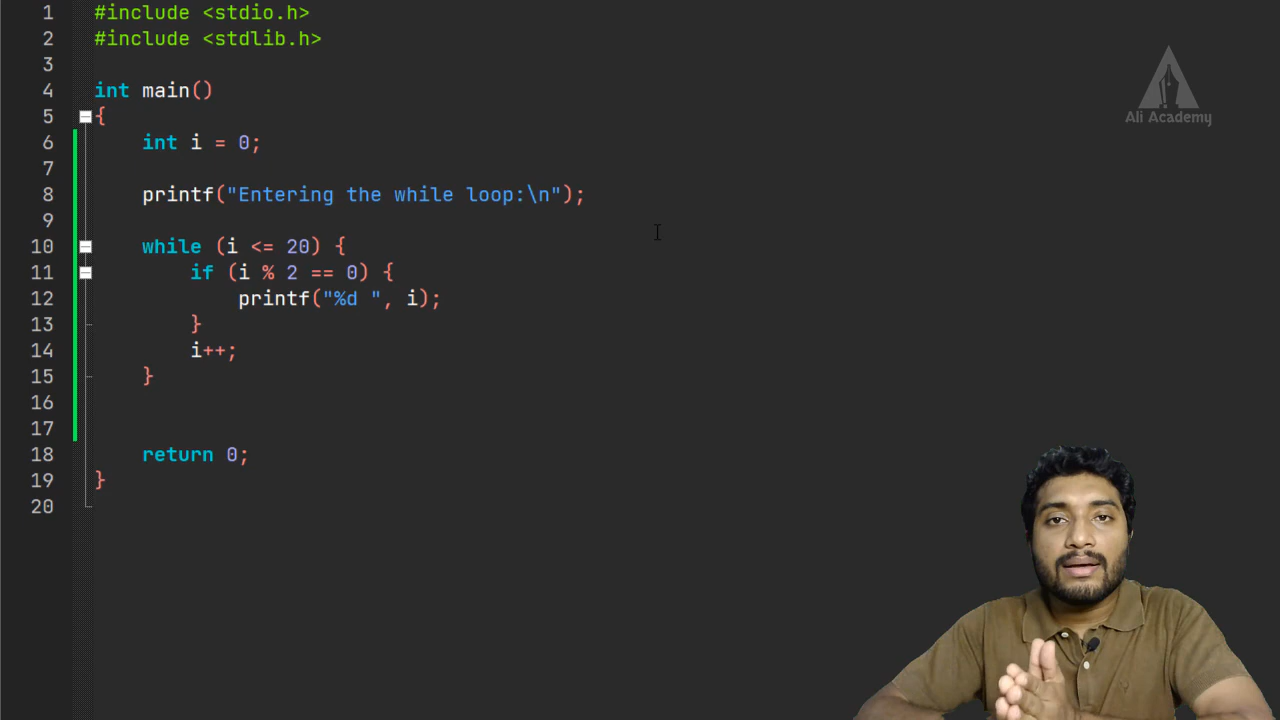 1 #include <stdio.h>
2 #include <stdlib.h>
3
4 int main()
5 {
6     int i = 0;
7
8     printf("Entering the while loop:\n");
9
10     while (i <= 20) {
11         if (i % 2 == 0) {
12             printf("%d ", i);
13         }
14         i++;
15     }
16
17
18     return 0;
19 }
20
Ali Academy